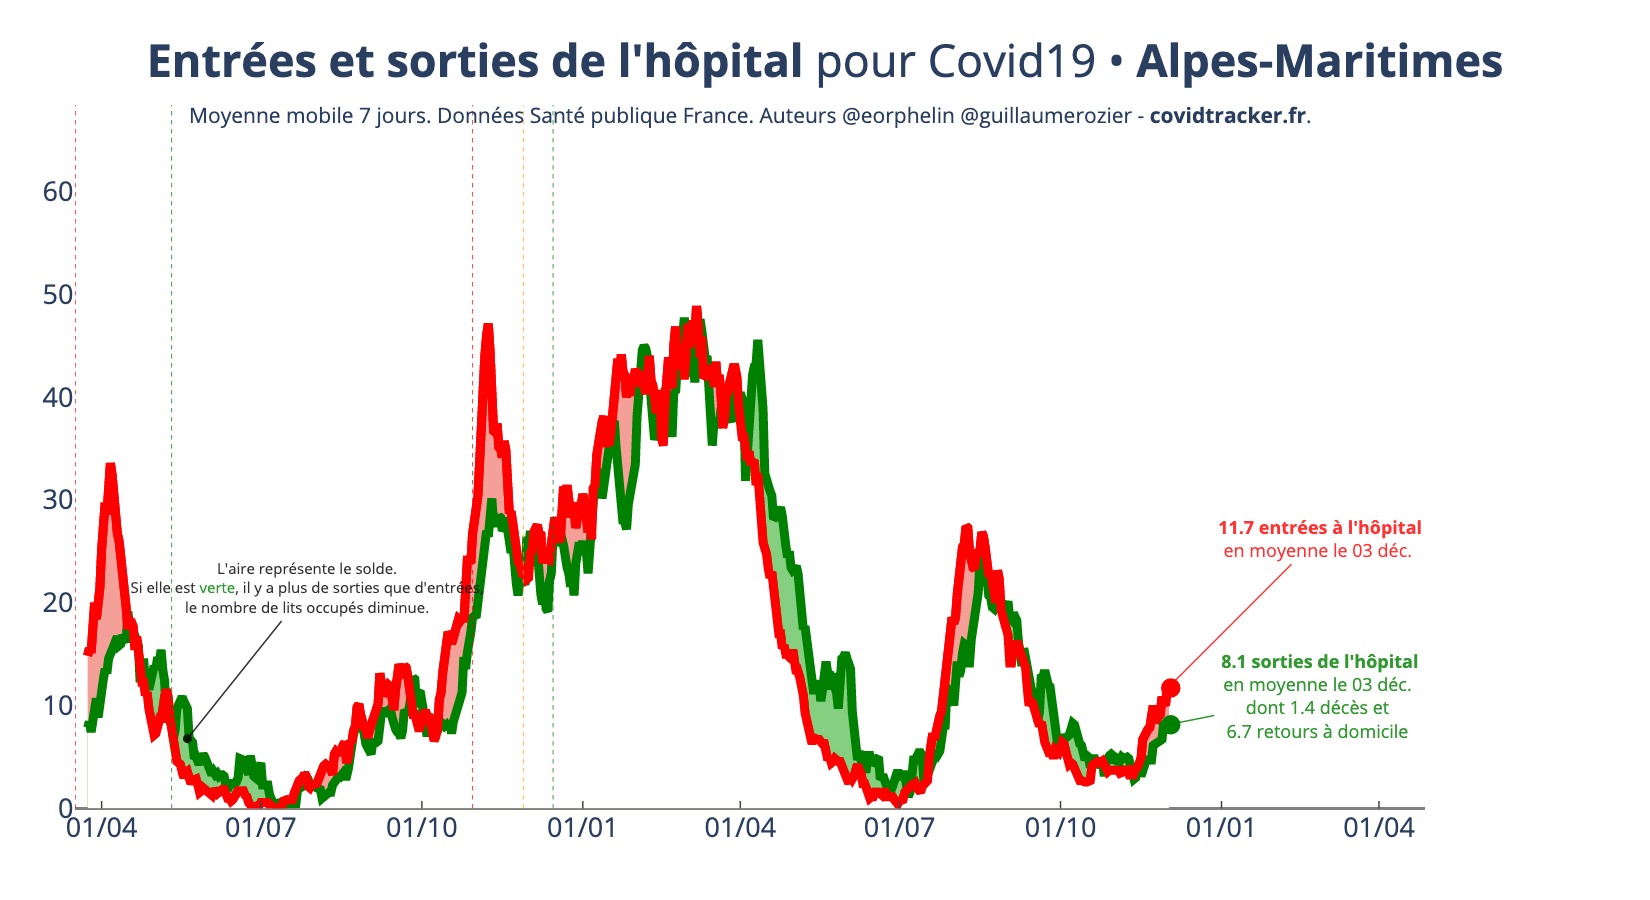 Entrées et sorties de l'hôpital pour Covid19 • Alpes-Maritimes
Moyenne mobile 7 jours. Données Santé publique France. Auteurs @eorphelin @guillaumerozier - covidtracker.fr.
60
50
40
30
20
10
0
L'aire représente le solde.
Si elle est verte, il y a plus de sorties que d'entrées,
le nombre de lits occupés diminue.
11.7 entrées à l'hôpital
en moyenne le 03 déc.
8.1 sorties de l'hôpital
en moyenne le 03 déc.
dont 1.4 décès et
6.7 retours à domicile
01/04 01/07 01/10 01/01 01/04 01/07 01/10 01/01 01/04